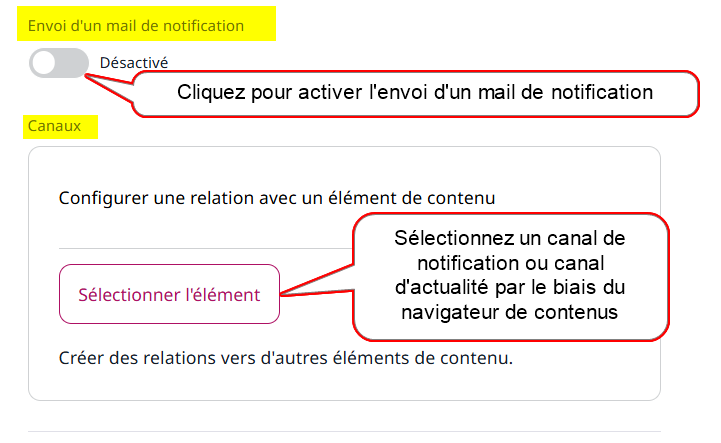 Envoi d'un mail de notification
Désactivé
Cliquez pour activer l'envoi d'un mail de notification
Canaux
Configurer une relation avec un élément de contenu
Sélectionnez un canal de
notification ou canal
d'actualité par le biais du
navigateur de contenus
Sélectionner l'élément
Créer des relations vers d'autres éléments de contenu.